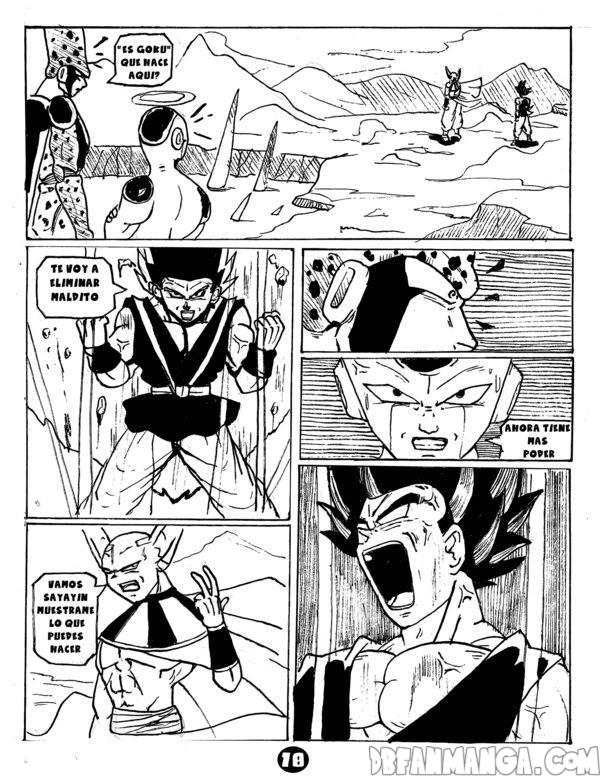 "ES GOKU"
QUE HACE
AQUI?
TE VOY A
ELIMINAR
MALDITO
AHORA TIENE
MAS
PODER
VAMOS
SAYAYIN
MUESTRAME
LO QUE
PUEDES
HACER
10
DBFANMANGA.COM